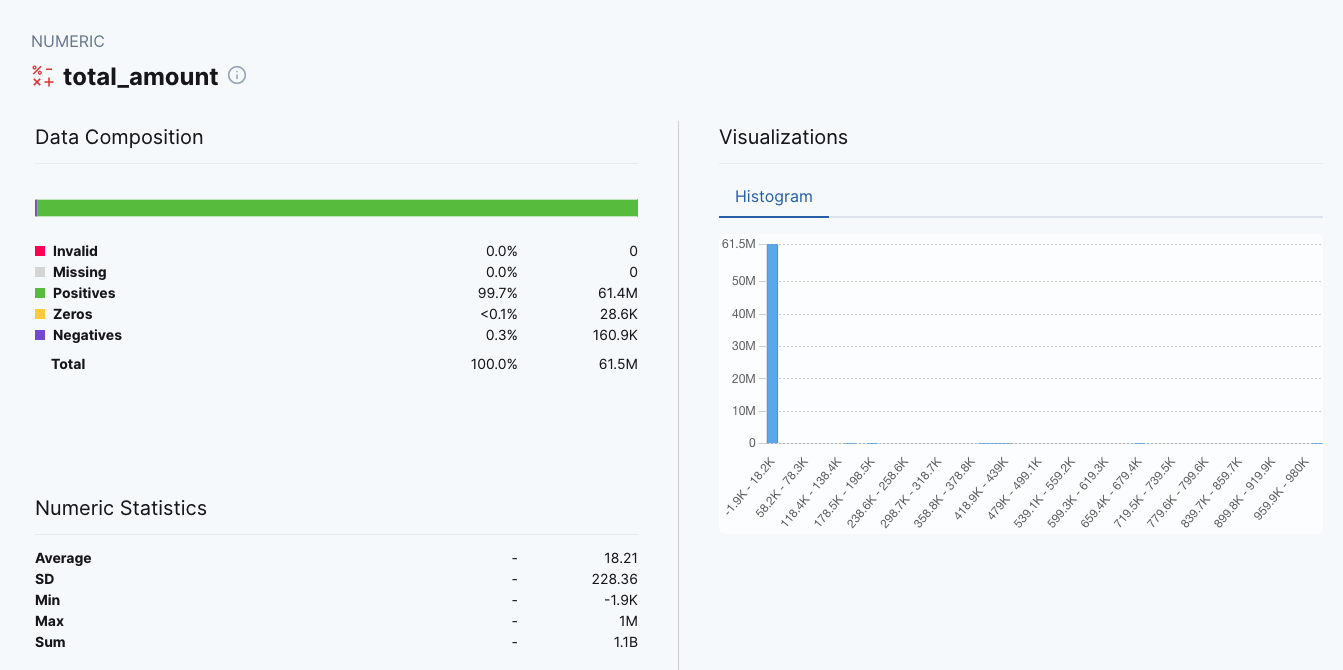 NUMERIC
total_amount
Data Composition
Invalid 0.0% 0
Missing 0.0% 0
Positives 99.7% 61.4M
Zeros <0.1% 28.6K
Negatives 0.3% 160.9K
Total 100.0% 61.5M
Numeric Statistics
Average - 18.21
SD - 228.36
Min - -1.9K
Max - 1M
Sum - 1.1B
Visualizations
Histogram
61.5M
50M
40M
30M
20M
10M
0
-1.9K - 18.2K
58.2K - 78.3K
118.4K - 138.4K
178.5K - 198.5K
238.6K - 258.6K
298.7K - 318.7K
358.8K - 378.8K
418.9K - 439K
479K - 499.1K
539.1K - 559.2K
599.3K - 619.3K
659.4K - 679.4K
719.5K - 739.5K
779.6K - 799.6K
839.7K - 859.7K
899.8K - 919.9K
959.9K - 980K